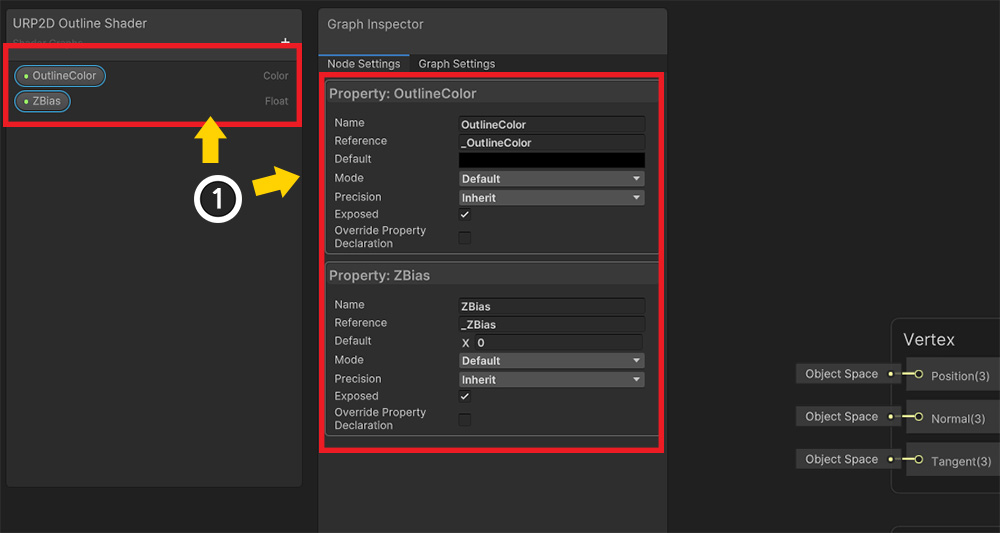 URP2D Outline Shader
Shader Graphs
+
OutlineColor Color
ZBias Float
1
Graph Inspector
Node Settings Graph Settings
Property: OutlineColor
Name OutlineColor
Reference _OutlineColor
Default
Mode Default
Precision Inherit
Exposed
Override Property
Declaration
Property: ZBias
Name ZBias
Reference _ZBias
Default X 0
Mode Default
Precision Inherit
Exposed
Override Property
Declaration
Vertex
Object Space Position(3)
Object Space Normal(3)
Object Space Tangent(3)